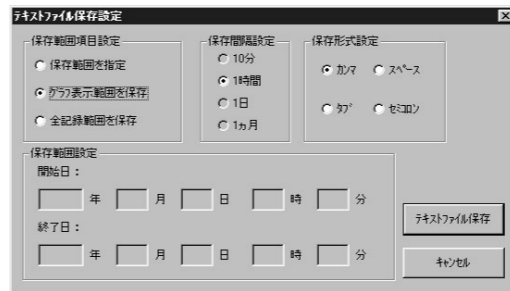 テキストファイル保存設定
保存範囲項目設定
保存範囲を指定
グラフ表示範囲を保存
全記録範囲を保存
保存間隔設定
10分
1時間
1日
1ヵ月
保存形式設定
カンマ スペース
タブ セミコロン
保存範囲設定
開始日：
年 月 日 時 分
終了日：
年 月 日 時 分
テキストファイル保存
キャンセル